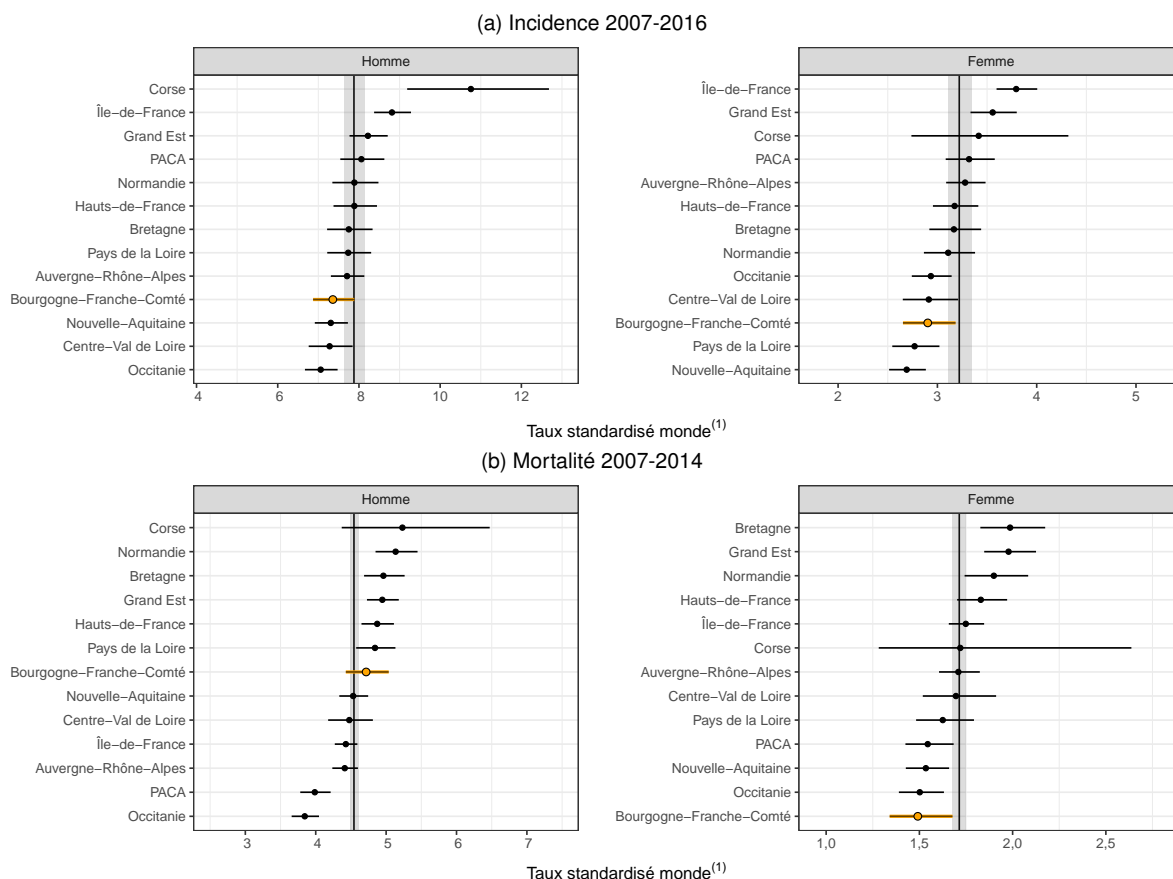 (a) Incidence 2007-2016
Homme
Corse
Île−de−France
Grand Est
PACA
Normandie
Hauts−de−France
Bretagne
Pays de la Loire
Auvergne−Rhône−Alpes
Bourgogne−Franche−Comté
Nouvelle−Aquitaine
Centre−Val de Loire
Occitanie
4 6 8 10 12
Femme
Île−de−France
Grand Est
Corse
PACA
Auvergne−Rhône−Alpes
Hauts−de−France
Bretagne
Normandie
Occitanie
Centre−Val de Loire
Bourgogne−Franche−Comté
Pays de la Loire
Nouvelle−Aquitaine
2 3 4 5
Taux standardisé monde(1)
(b) Mortalité 2007-2014
Homme
Corse
Normandie
Bretagne
Grand Est
Hauts−de−France
Pays de la Loire
Bourgogne−Franche−Comté
Nouvelle−Aquitaine
Centre−Val de Loire
Île−de−France
Auvergne−Rhône−Alpes
PACA
Occitanie
3 4 5 6 7
Femme
Bretagne
Grand Est
Normandie
Hauts−de−France
Île−de−France
Corse
Auvergne−Rhône−Alpes
Centre−Val de Loire
Pays de la Loire
PACA
Nouvelle−Aquitaine
Occitanie
Bourgogne−Franche−Comté
1,0 1,5 2,0 2,5
Taux standardisé monde(1)